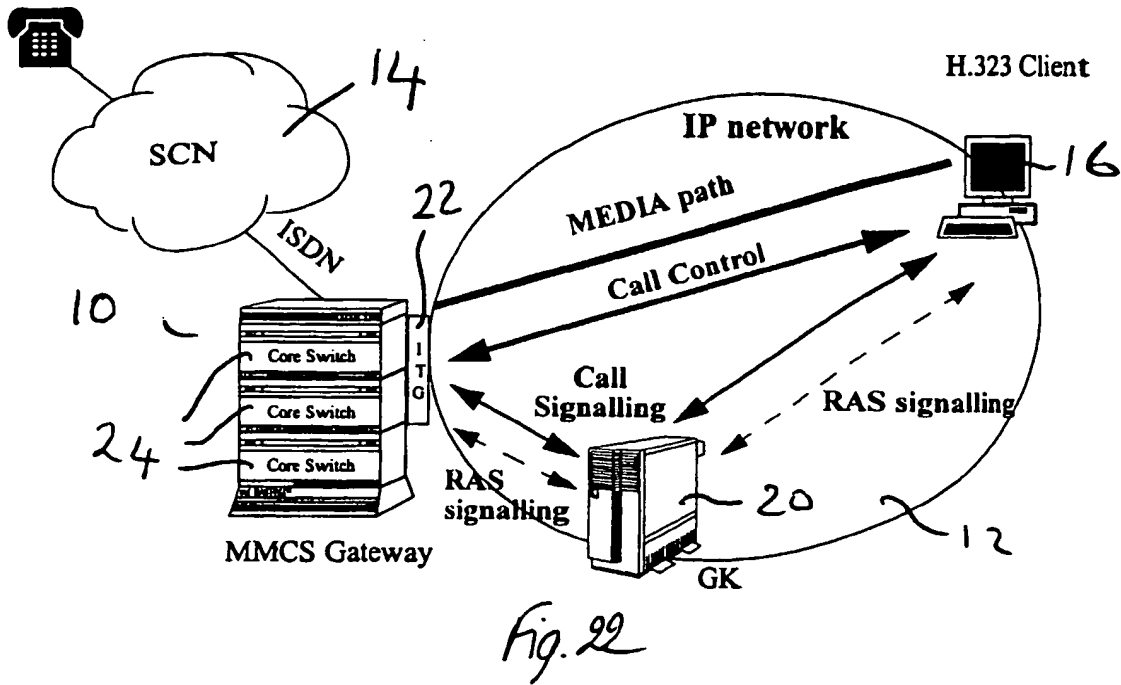 14
H.323 Client
IP network
SCN
16
MEDIA path
22
ISDN
Call Control
10
ITG
Core Switch
Call
Signalling
Core Switch
RAS signalling
24
Core Switch
RAS
signalling
20
12
MMCS Gateway
GK
Fig. 22